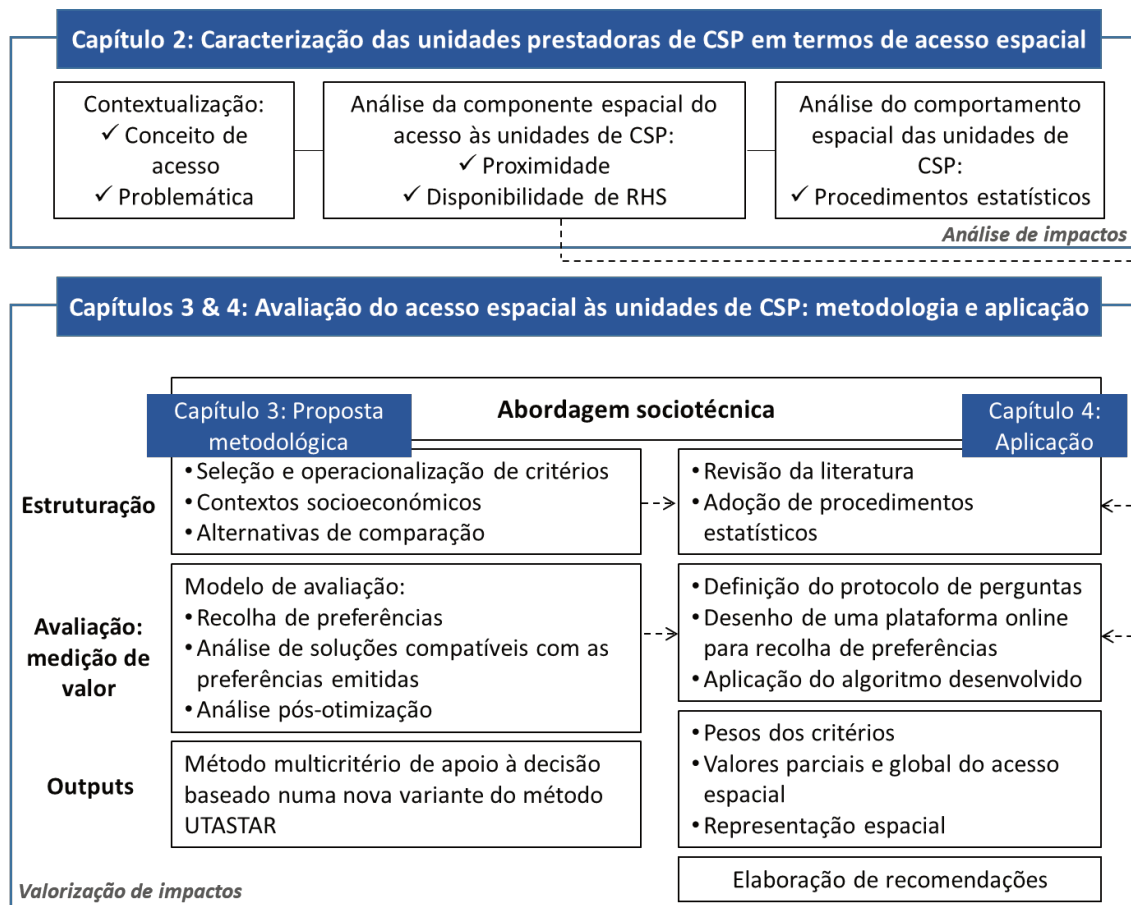 Capítulo 2: Caracterização das unidades prestadoras de CSP em termos de acesso espacial
Contextualização:
✓ Conceito de
acesso
✓ Problemática
Análise da componente espacial do
acesso às unidades de CSP:
✓ Proximidade
✓ Disponibilidade de RHS
Análise do comportamento
espacial das unidades de
CSP:
✓ Procedimentos estatísticos
Análise de impactos
Capítulos 3 & 4: Avaliação do acesso espacial às unidades de CSP: metodologia e aplicação
Abordagem sociotécnica
Capítulo 3: Proposta
metodológica
Capítulo 4:
Aplicação
Estruturação
• Seleção e operacionalização de critérios
• Contextos socioeconómicos
• Alternativas de comparação
• Revisão da literatura
• Adoção de procedimentos
estatísticos
Avaliação:
medição de
valor
Modelo de avaliação:
• Recolha de preferências
• Análise de soluções compatíveis com as
preferências emitidas
• Análise pós-otimização
• Definição do protocolo de perguntas
• Desenho de uma plataforma online
para recolha de preferências
• Aplicação do algoritmo desenvolvido
Outputs
Método multicritério de apoio à decisão
baseado numa nova variante do método
UTASTAR
• Pesos dos critérios
• Valores parciais e global do acesso
espacial
• Representação espacial
Elaboração de recomendações
Valorização de impactos